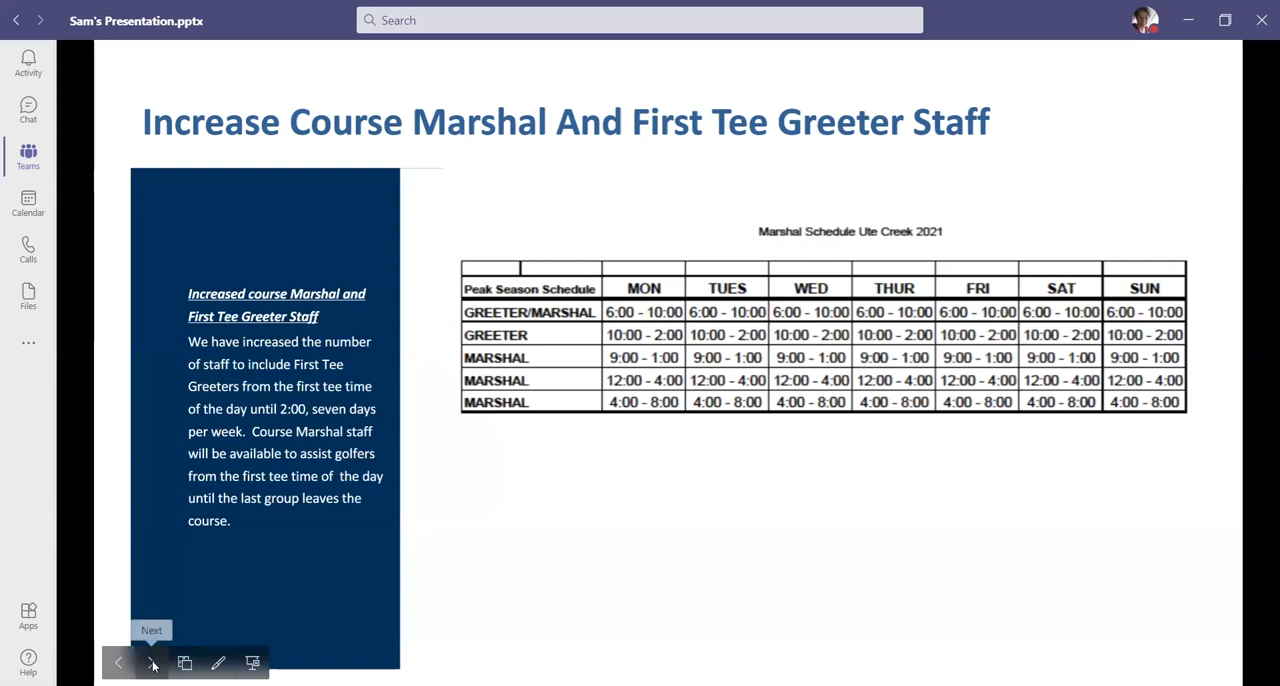 Sam's Presentation.pptx
Search
Activity
Chat
Teams
Calendar
Calls
Files
Apps
Help
Increase Course Marshal And First Tee Greeter Staff
Increased course Marshal and
First Tee Greeter Staff
We have increased the number
of staff to include First Tee
Greeters from the first tee time
of the day until 2:00, seven days
per week. Course Marshal staff
will be available to assist golfers
from the first tee time of the day
until the last group leaves the
course.
Marshal Schedule Ute Creek 2021
Peak Season Schedule MON TUES WED THUR FRI SAT SUN
GREETER/MARSHAL 6:00 - 10:00 6:00 - 10:00 6:00 - 10:00 6:00 - 10:00 6:00 - 10:00 6:00 - 10:00 6:00 - 10:00
GREETER 10:00 - 2:00 10:00 - 2:00 10:00 - 2:00 10:00 - 2:00 10:00 - 2:00 10:00 - 2:00 10:00 - 2:00
MARSHAL 9:00 - 1:00 9:00 - 1:00 9:00 - 1:00 9:00 - 1:00 9:00 - 1:00 9:00 - 1:00 9:00 - 1:00
MARSHAL 12:00 - 4:00 12:00 - 4:00 12:00 - 4:00 12:00 - 4:00 12:00 - 4:00 12:00 - 4:00 12:00 - 4:00
MARSHAL 4:00 - 8:00 4:00 - 8:00 4:00 - 8:00 4:00 - 8:00 4:00 - 8:00 4:00 - 8:00 4:00 - 8:00
Next